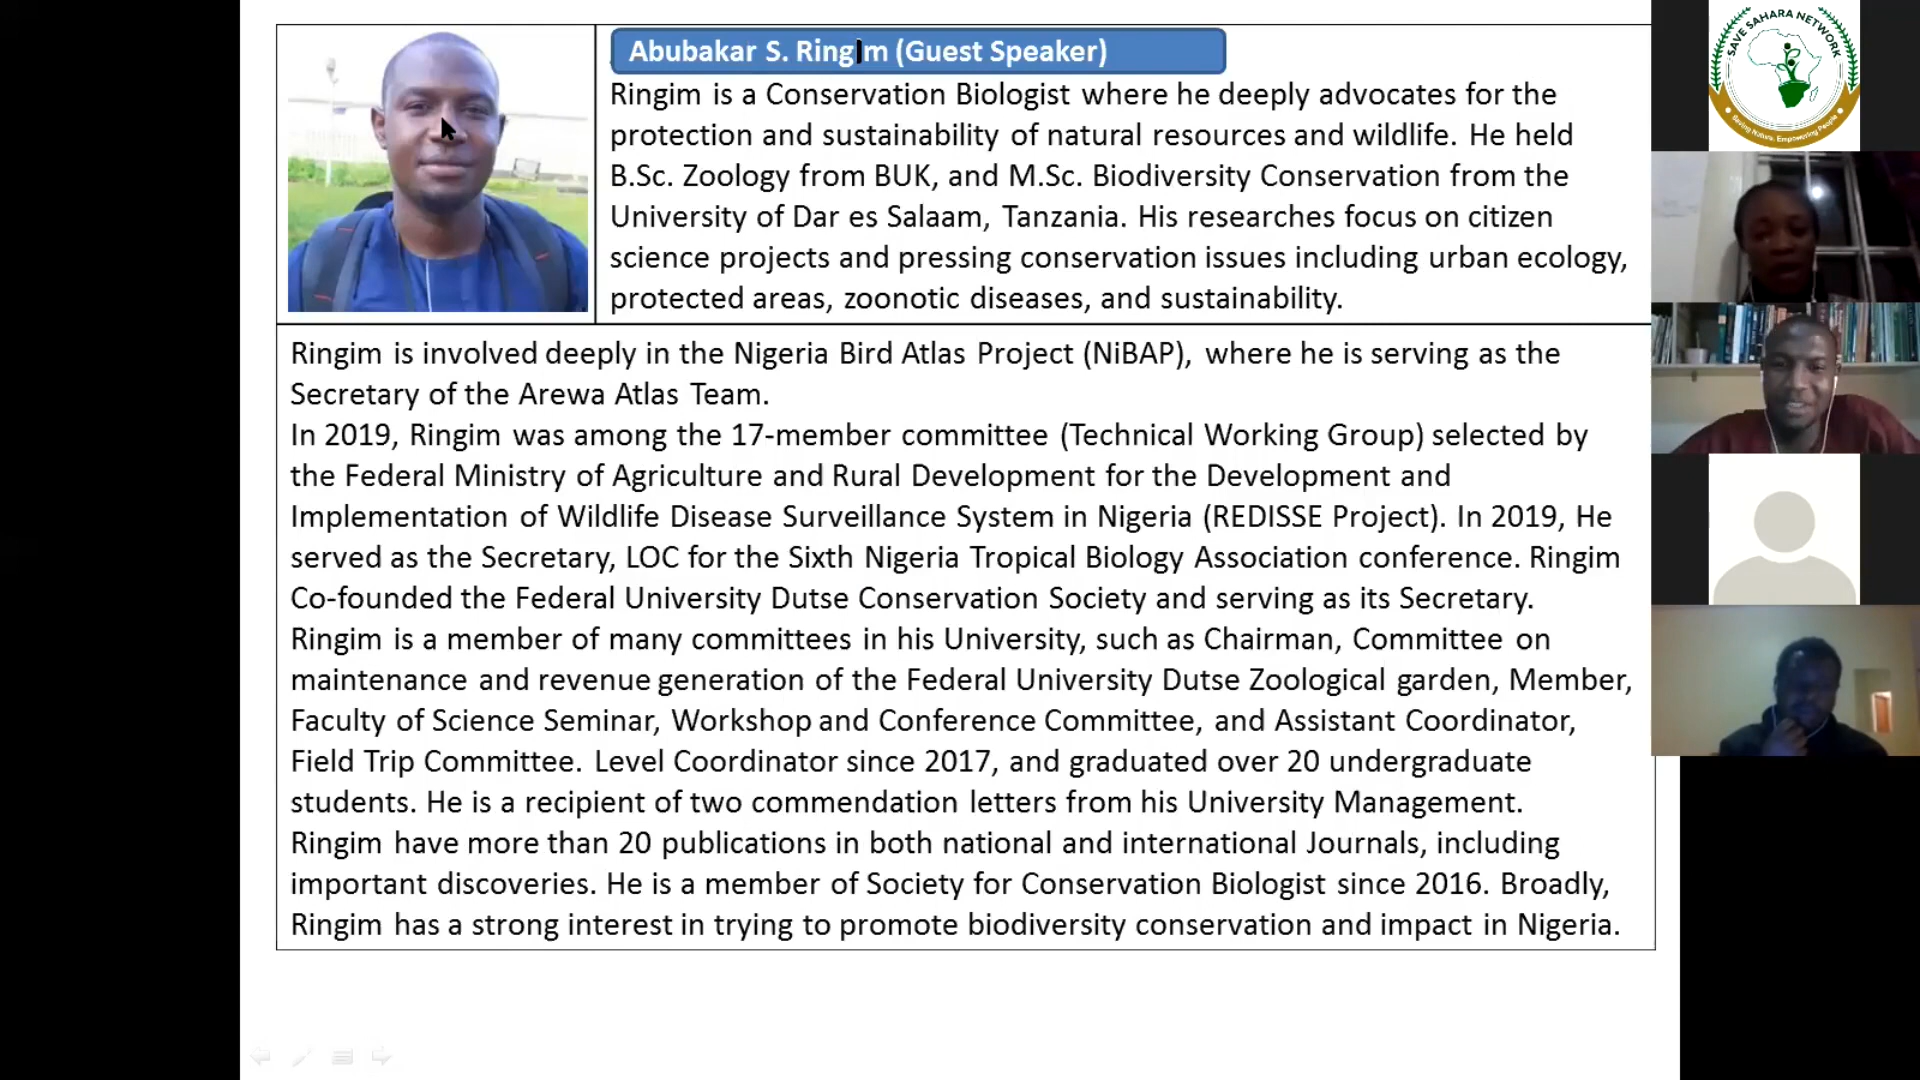 Abubakar S. Ringim (Guest Speaker)
Ringim is a Conservation Biologist where he deeply advocates for the
protection and sustainability of natural resources and wildlife. He held
B.Sc. Zoology from BUK, and M.Sc. Biodiversity Conservation from the
University of Dar es Salaam, Tanzania. His researches focus on citizen
science projects and pressing conservation issues including urban ecology,
protected areas, zoonotic diseases, and sustainability.
Ringim is involved deeply in the Nigeria Bird Atlas Project (NiBAP), where he is serving as the
Secretary of the Arewa Atlas Team.
In 2019, Ringim was among the 17-member committee (Technical Working Group) selected by
the Federal Ministry of Agriculture and Rural Development for the Development and
Implementation of Wildlife Disease Surveillance System in Nigeria (REDISSE Project). In 2019, He
served as the Secretary, LOC for the Sixth Nigeria Tropical Biology Association conference. Ringim
Co-founded the Federal University Dutse Conservation Society and serving as its Secretary.
Ringim is a member of many committees in his University, such as Chairman, Committee on
maintenance and revenue generation of the Federal University Dutse Zoological garden, Member,
Faculty of Science Seminar, Workshop and Conference Committee, and Assistant Coordinator,
Field Trip Committee. Level Coordinator since 2017, and graduated over 20 undergraduate
students. He is a recipient of two commendation letters from his University Management.
Ringim have more than 20 publications in both national and international Journals, including
important discoveries. He is a member of Society for Conservation Biologist since 2016. Broadly,
Ringim has a strong interest in trying to promote biodiversity conservation and impact in Nigeria.
SAVE SAHARA NETWORK
Saving Nature, Empowering People